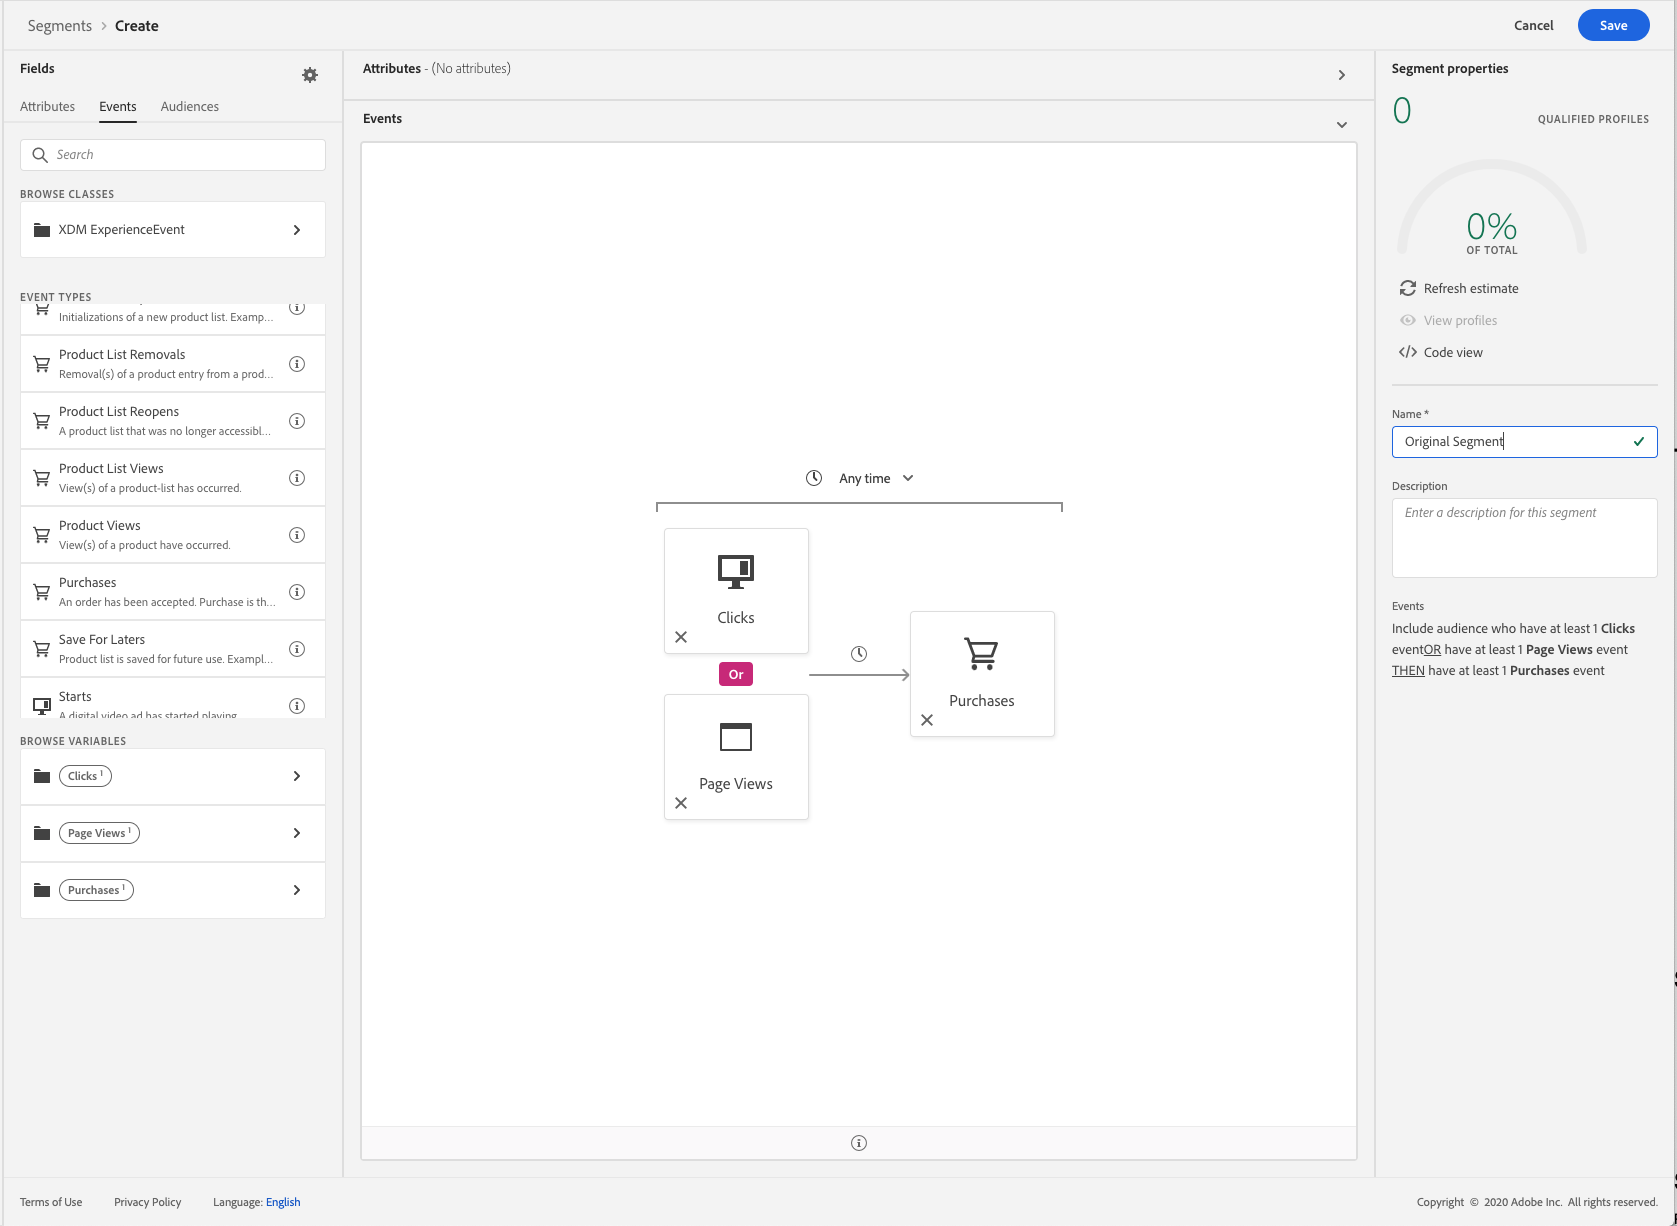 Segments > Create
Cancel
Save
Fields
Attributes
Events
Audiences
Search
BROWSE CLASSES
XDM ExperienceEvent
EVENT TYPES
Initializations of a new product list. Examp...
Product List Removals
Removal(s) of a product entry from a prod...
Product List Reopens
A product list that was no longer accessibl...
Product List Views
View(s) of a product-list has occurred.
Product Views
View(s) of a product have occurred.
Purchases
An order has been accepted. Purchase is th...
Save For Laters
Product list is saved for future use. Exampl...
Starts
A digital video ad has started playing
BROWSE VARIABLES
Clicks 1
Page Views 1
Purchases 1
Attributes - (No attributes)
Events
Any time
Clicks
Or
Page Views
Purchases
Segment properties
0
QUALIFIED PROFILES
0%
OF TOTAL
Refresh estimate
View profiles
</> Code view
Name *
Original Segment
Description
Enter a description for this segment
Events
Include audience who have at least 1 Clicks
eventOR have at least 1 Page Views event
THEN have at least 1 Purchases event
Terms of Use
Privacy Policy
Language: English
Copyright © 2020 Adobe Inc. All rights reserved.